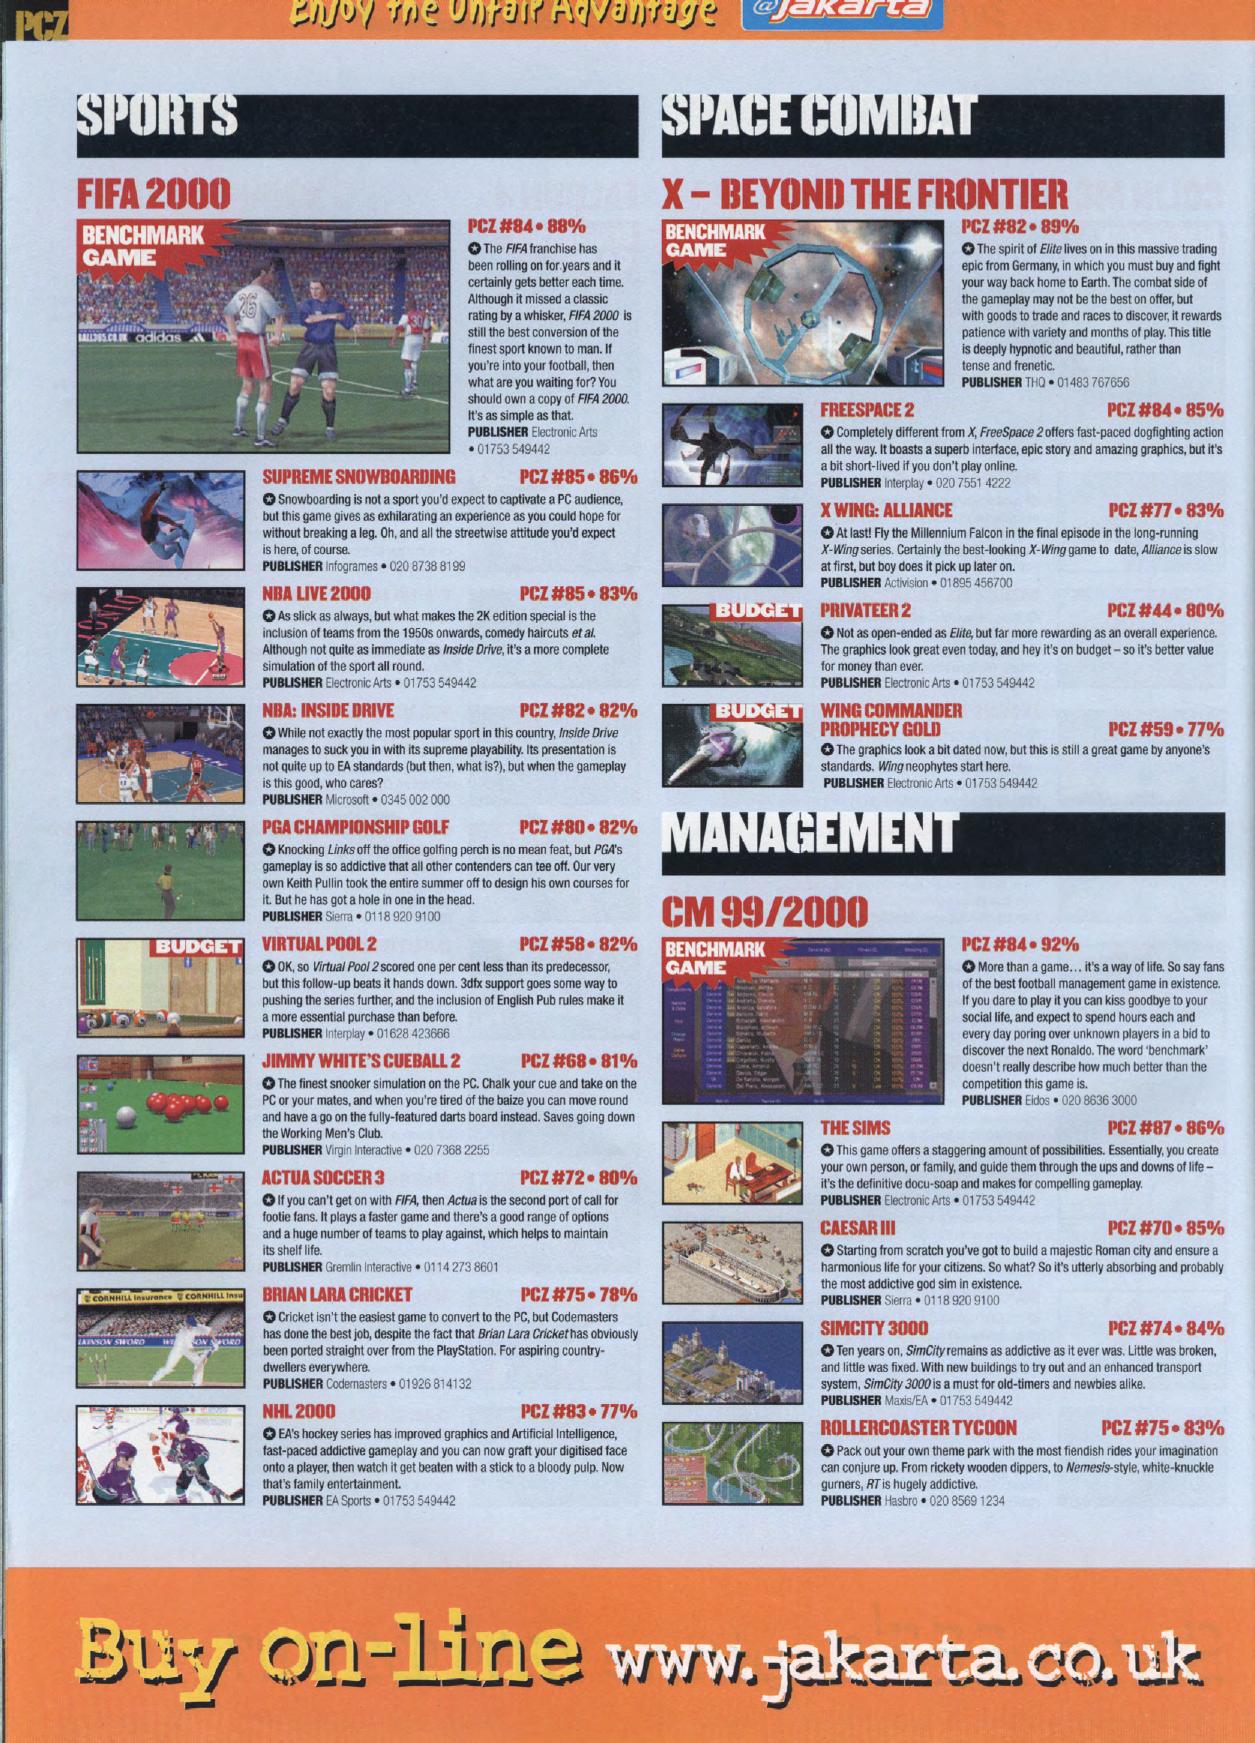 PCZ
Enjoy the Unfair Advantage
@jakarta
SPORTS
FIFA 2000
BENCHMARK
GAME
adidas
PCZ #84 • 88%
The FIFA franchise has
been rolling on for years and it
certainly gets better each time.
Although it missed a classic
rating by a whisker, FIFA 2000 is
still the best conversion of the
finest sport known to man. If
you're into your football, then
what are you waiting for? You
should own a copy of FIFA 2000.
It's as simple as that.
PUBLISHER Electronic Arts
• 01753 549442
SUPREME SNOWBOARDING PCZ #85 • 86%
Snowboarding is not a sport you'd expect to captivate a PC audience,
but this game gives as exhilarating an experience as you could hope for
without breaking a leg. Oh, and all the streetwise attitude you'd expect
is here, of course.
PUBLISHER Infogrames • 020 8738 8199
NBA LIVE 2000 PCZ #85 • 83%
As slick as always, but what makes the 2K edition special is the
inclusion of teams from the 1950s onwards, comedy haircuts et al.
Although not quite as immediate as Inside Drive, it's a more complete
simulation of the sport all round.
PUBLISHER Electronic Arts • 01753 549442
NBA: INSIDE DRIVE PCZ #82 • 82%
While not exactly the most popular sport in this country, Inside Drive
manages to suck you in with its supreme playability. Its presentation is
not quite up to EA standards (but then, what is?), but when the gameplay
is this good, who cares?
PUBLISHER Microsoft • 0345 002 000
PGA CHAMPIONSHIP GOLF PCZ #80 • 82%
Knocking Links off the office golfing perch is no mean feat, but PGA's
gameplay is so addictive that all other contenders can tee off. Our very
own Keith Pullin took the entire summer off to design his own courses for
it. But he has got a hole in one in the head.
PUBLISHER Sierra • 0118 920 9100
BUDGET
VIRTUAL POOL 2 PCZ #58 • 82%
OK, so Virtual Pool 2 scored one per cent less than its predecessor,
but this follow-up beats it hands down. 3dfx support goes some way to
pushing the series further, and the inclusion of English Pub rules make it
a more essential purchase than before.
PUBLISHER Interplay • 01628 423666
JIMMY WHITE'S CUEBALL 2 PCZ #68 • 81%
The finest snooker simulation on the PC. Chalk your cue and take on the
PC or your mates, and when you're tired of the baize you can move round
and have a go on the fully-featured darts board instead. Saves going down
the Working Men's Club.
PUBLISHER Virgin Interactive • 020 7368 2255
ACTUA SOCCER 3 PCZ #72 • 80%
If you can't get on with FIFA, then Actua is the second port of call for
footie fans. It plays a faster game and there's a good range of options
and a huge number of teams to play against, which helps to maintain
its shelf life.
PUBLISHER Gremlin Interactive • 0114 273 8601
CORNHILL Insurance CORNHILL Insu
BRIAN LARA CRICKET PCZ #75 • 78%
Cricket isn't the easiest game to convert to the PC, but Codemasters
has done the best job, despite the fact that Brian Lara Cricket has obviously
been ported straight over from the PlayStation. For aspiring country-
dwellers everywhere.
PUBLISHER Codemasters • 01926 814132
NHL 2000 PCZ #83 • 77%
EA's hockey series has improved graphics and Artificial Intelligence,
fast-paced addictive gameplay and you can now graft your digitised face
onto a player, then watch it get beaten with a stick to a bloody pulp. Now
that's family entertainment.
PUBLISHER EA Sports • 01753 549442
SPACE COMBAT
X – BEYOND THE FRONTIER
BENCHMARK
GAME
PCZ #82 • 89%
The spirit of Elite lives on in this massive trading
epic from Germany, in which you must buy and fight
your way back home to Earth. The combat side of
the gameplay may not be the best on offer, but
with goods to trade and races to discover, it rewards
patience with variety and months of play. This title
is deeply hypnotic and beautiful, rather than
tense and frenetic.
PUBLISHER THQ • 01483 767656
FREESPACE 2 PCZ #84 • 85%
Completely different from X, FreeSpace 2 offers fast-paced dogfighting action
all the way. It boasts a superb interface, epic story and amazing graphics, but it's
a bit short-lived if you don't play online.
PUBLISHER Interplay • 020 7551 4222
X WING: ALLIANCE PCZ #77 • 83%
At last! Fly the Millennium Falcon in the final episode in the long-running
X-Wing series. Certainly the best-looking X-Wing game to date, Alliance is slow
at first, but boy does it pick up later on.
PUBLISHER Activision • 01895 456700
BUDGET
PRIVATEER 2 PCZ #44 • 80%
Not as open-ended as Elite, but far more rewarding as an overall experience.
The graphics look great even today, and hey it's on budget – so it's better value
for money than ever.
PUBLISHER Electronic Arts • 01753 549442
BUDGET
WING COMMANDER
PROPHECY GOLD PCZ #59 • 77%
The graphics look a bit dated now, but this is still a great game by anyone's
standards. Wing neophytes start here.
PUBLISHER Electronic Arts • 01753 549442
MANAGEMENT
CM 99/2000
BENCHMARK
GAME
PCZ #84 • 92%
More than a game... it's a way of life. So say fans
of the best football management game in existence.
If you dare to play it you can kiss goodbye to your
social life, and expect to spend hours each and
every day poring over unknown players in a bid to
discover the next Ronaldo. The word 'benchmark'
doesn't really describe how much better than the
competition this game is.
PUBLISHER Eidos • 020 8636 3000
THE SIMS PCZ #87 • 86%
This game offers a staggering amount of possibilities. Essentially, you create
your own person, or family, and guide them through the ups and downs of life –
it's the definitive docu-soap and makes for compelling gameplay.
PUBLISHER Electronic Arts • 01753 549442
CAESAR III PCZ #70 • 85%
Starting from scratch you've got to build a majestic Roman city and ensure a
harmonious life for your citizens. So what? So it's utterly absorbing and probably
the most addictive god sim in existence.
PUBLISHER Sierra • 0118 920 9100
SIMCITY 3000 PCZ #74 • 84%
Ten years on, SimCity remains as addictive as it ever was. Little was broken,
and little was fixed. With new buildings to try out and an enhanced transport
system, SimCity 3000 is a must for old-timers and newbies alike.
PUBLISHER Maxis/EA • 01753 549442
ROLLERCOASTER TYCOON PCZ #75 • 83%
Pack out your own theme park with the most fiendish rides your imagination
can conjure up. From rickety wooden dippers, to Nemesis-style, white-knuckle
gurners, RT is hugely addictive.
PUBLISHER Hasbro • 020 8569 1234
Buy on-line www.jakarta.co.uk